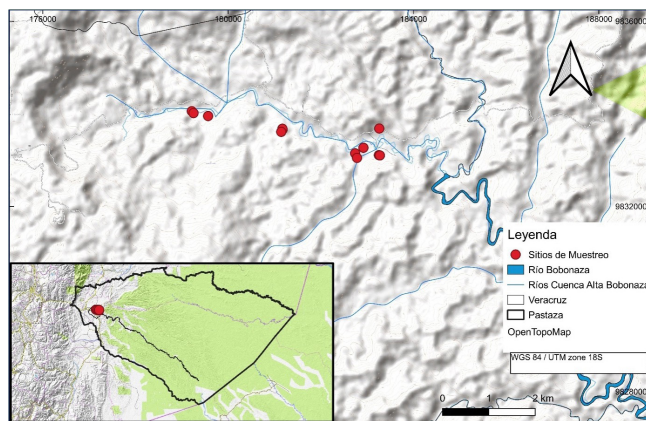 176000 180000 184000 188000
9836000
9832000
Leyenda
Sitios de Muestreo
Río Bobonaza
Ríos Cuenca Alta Bobonaza
Veracruz
Pastaza
OpenTopoMap
WGS 84 / UTM zone 18S
9828000
0 1 2 km